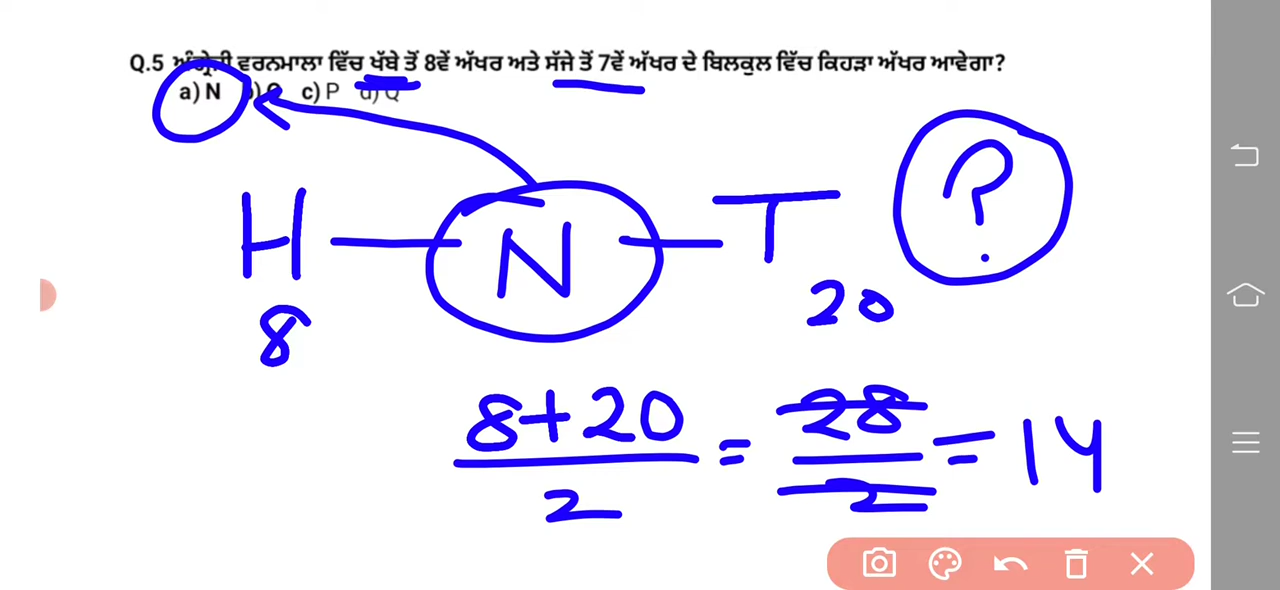 Q.5 ਅੰਗ੍ਰੇਜ਼ੀ ਵਰਨਮਾਲਾ ਵਿੱਚ ਖੱਬੇ ਤੋਂ 8ਵੇਂ ਅੱਖਰ ਅਤੇ ਸੱਜੇ ਤੋਂ 7ਵੇਂ ਅੱਖਰ ਦੇ ਬਿਲਕੁਲ ਵਿੱਚ ਕਿਹੜਾ ਅੱਖਰ ਆਵੇਗਾ?
a) N c) P d) Q
H — N — T ?
8 20
8+20 = 28 = 14
2 2